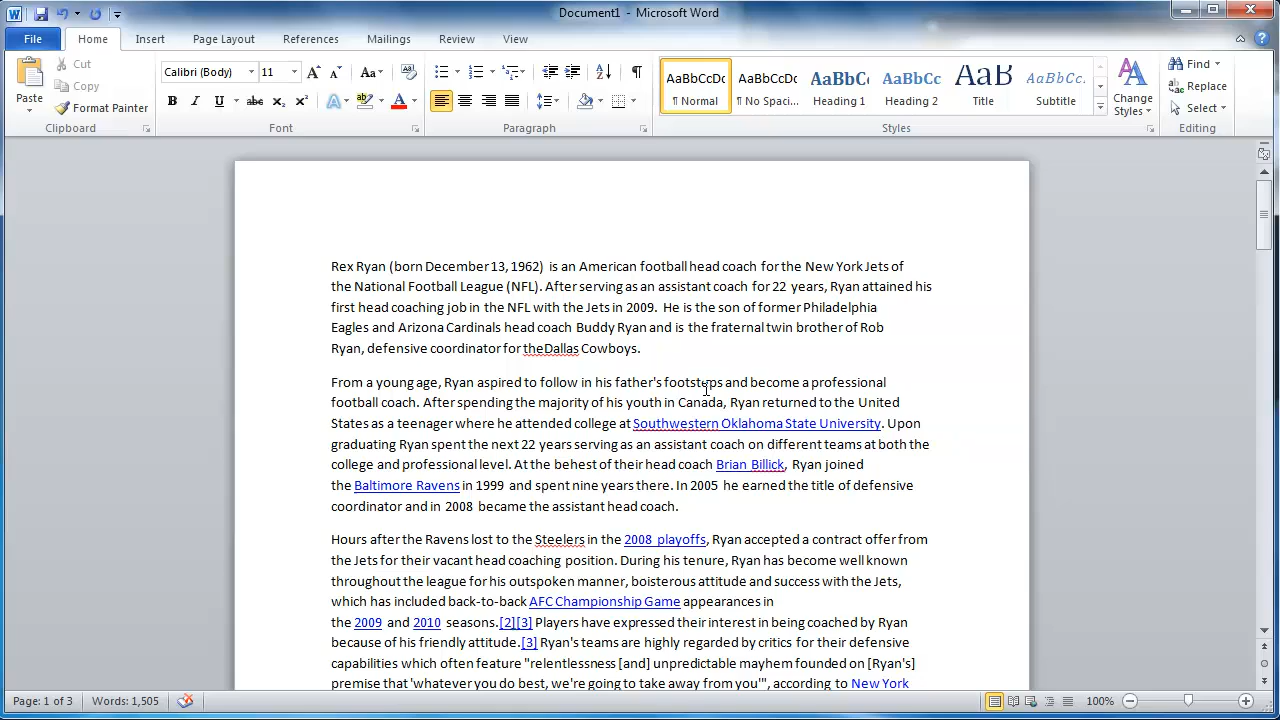 Document1 - Microsoft Word
File Home Insert Page Layout References Mailings Review View
Paste
Cut
Copy
Format Painter
Clipboard
Calibri (Body) 11
Font
Paragraph
AaBbCcDc AaBbCcDc AaBbC AaBbCc AaB AaBbCc.
¶ Normal ¶ No Spaci... Heading 1 Heading 2 Title Subtitle
Change Styles
Styles
Find
Replace
Select
Editing
Rex Ryan (born December 13, 1962) is an American football head coach for the New York Jets of
the National Football League (NFL). After serving as an assistant coach for 22 years, Ryan attained his
first head coaching job in the NFL with the Jets in 2009. He is the son of former Philadelphia
Eagles and Arizona Cardinals head coach Buddy Ryan and is the fraternal twin brother of Rob
Ryan, defensive coordinator for theDallas Cowboys.
From a young age, Ryan aspired to follow in his father's footsteps and become a professional
football coach. After spending the majority of his youth in Canada, Ryan returned to the United
States as a teenager where he attended college at Southwestern Oklahoma State University. Upon
graduating Ryan spent the next 22 years serving as an assistant coach on different teams at both the
college and professional level. At the behest of their head coach Brian Billick, Ryan joined
the Baltimore Ravens in 1999 and spent nine years there. In 2005 he earned the title of defensive
coordinator and in 2008 became the assistant head coach.
Hours after the Ravens lost to the Steelers in the 2008 playoffs, Ryan accepted a contract offer from
the Jets for their vacant head coaching position. During his tenure, Ryan has become well known
throughout the league for his outspoken manner, boisterous attitude and success with the Jets,
which has included back-to-back AFC Championship Game appearances in
the 2009 and 2010 seasons.[2][3] Players have expressed their interest in being coached by Ryan
because of his friendly attitude.[3] Ryan's teams are highly regarded by critics for their defensive
capabilities which often feature "relentlessness [and] unpredictable mayhem founded on [Ryan's]
premise that 'whatever you do best, we're going to take away from you'", according to New York
Page: 1 of 3 Words: 1,505 100%